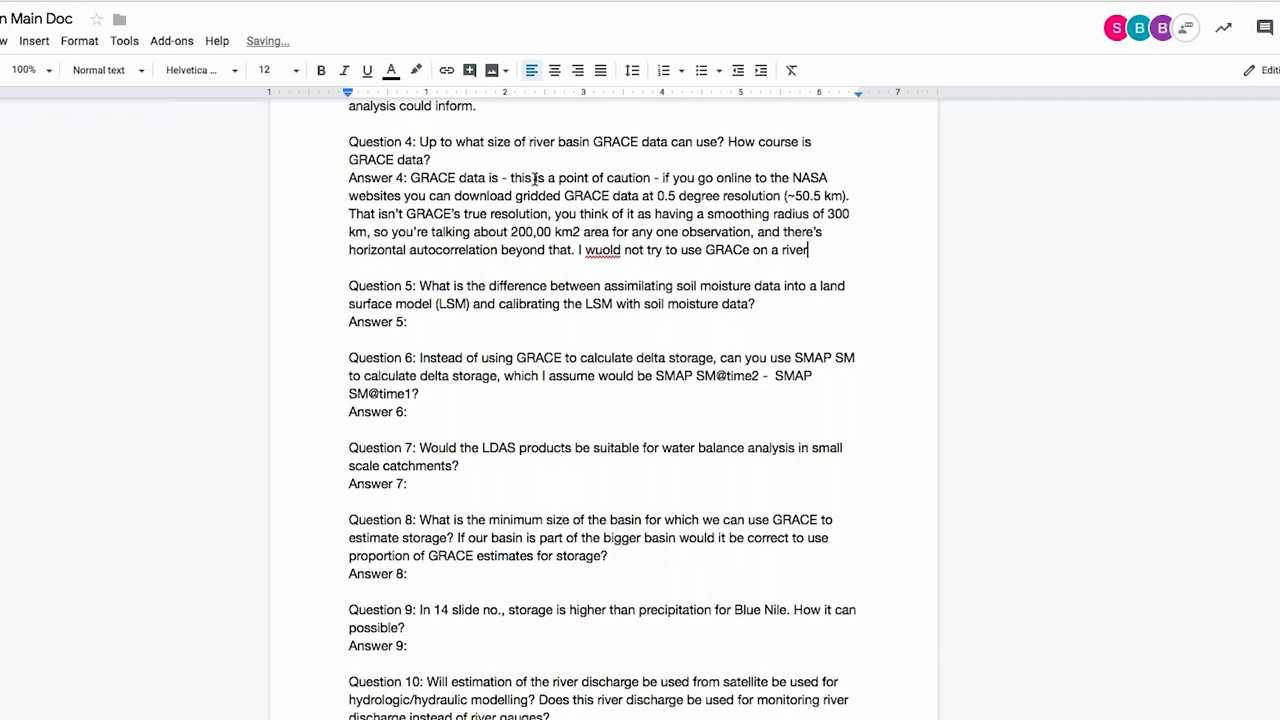 n Main Doc
w Insert Format Tools Add-ons Help Saving...
S B B
100% Normal text Helvetica ... 12 B I U A Editi
1 1 2 3 4 5 6 7
analysis could inform.
Question 4: Up to what size of river basin GRACE data can use? How course is
GRACE data?
Answer 4: GRACE data is - this is a point of caution - if you go online to the NASA
websites you can download gridded GRACE data at 0.5 degree resolution (~50.5 km).
That isn't GRACE's true resolution, you think of it as having a smoothing radius of 300
km, so you're talking about 200,00 km2 area for any one observation, and there's
horizontal autocorrelation beyond that. I wuold not try to use GRACe on a river
Question 5: What is the difference between assimilating soil moisture data into a land
surface model (LSM) and calibrating the LSM with soil moisture data?
Answer 5:
Question 6: Instead of using GRACE to calculate delta storage, can you use SMAP SM
to calculate delta storage, which I assume would be SMAP SM@time2 - SMAP
SM@time1?
Answer 6:
Question 7: Would the LDAS products be suitable for water balance analysis in small
scale catchments?
Answer 7:
Question 8: What is the minimum size of the basin for which we can use GRACE to
estimate storage? If our basin is part of the bigger basin would it be correct to use
proportion of GRACE estimates for storage?
Answer 8:
Question 9: In 14 slide no., storage is higher than precipitation for Blue Nile. How it can
possible?
Answer 9:
Question 10: Will estimation of the river discharge be used from satellite be used for
hydrologic/hydraulic modelling? Does this river discharge be used for monitoring river
discharge instead of river gauges?